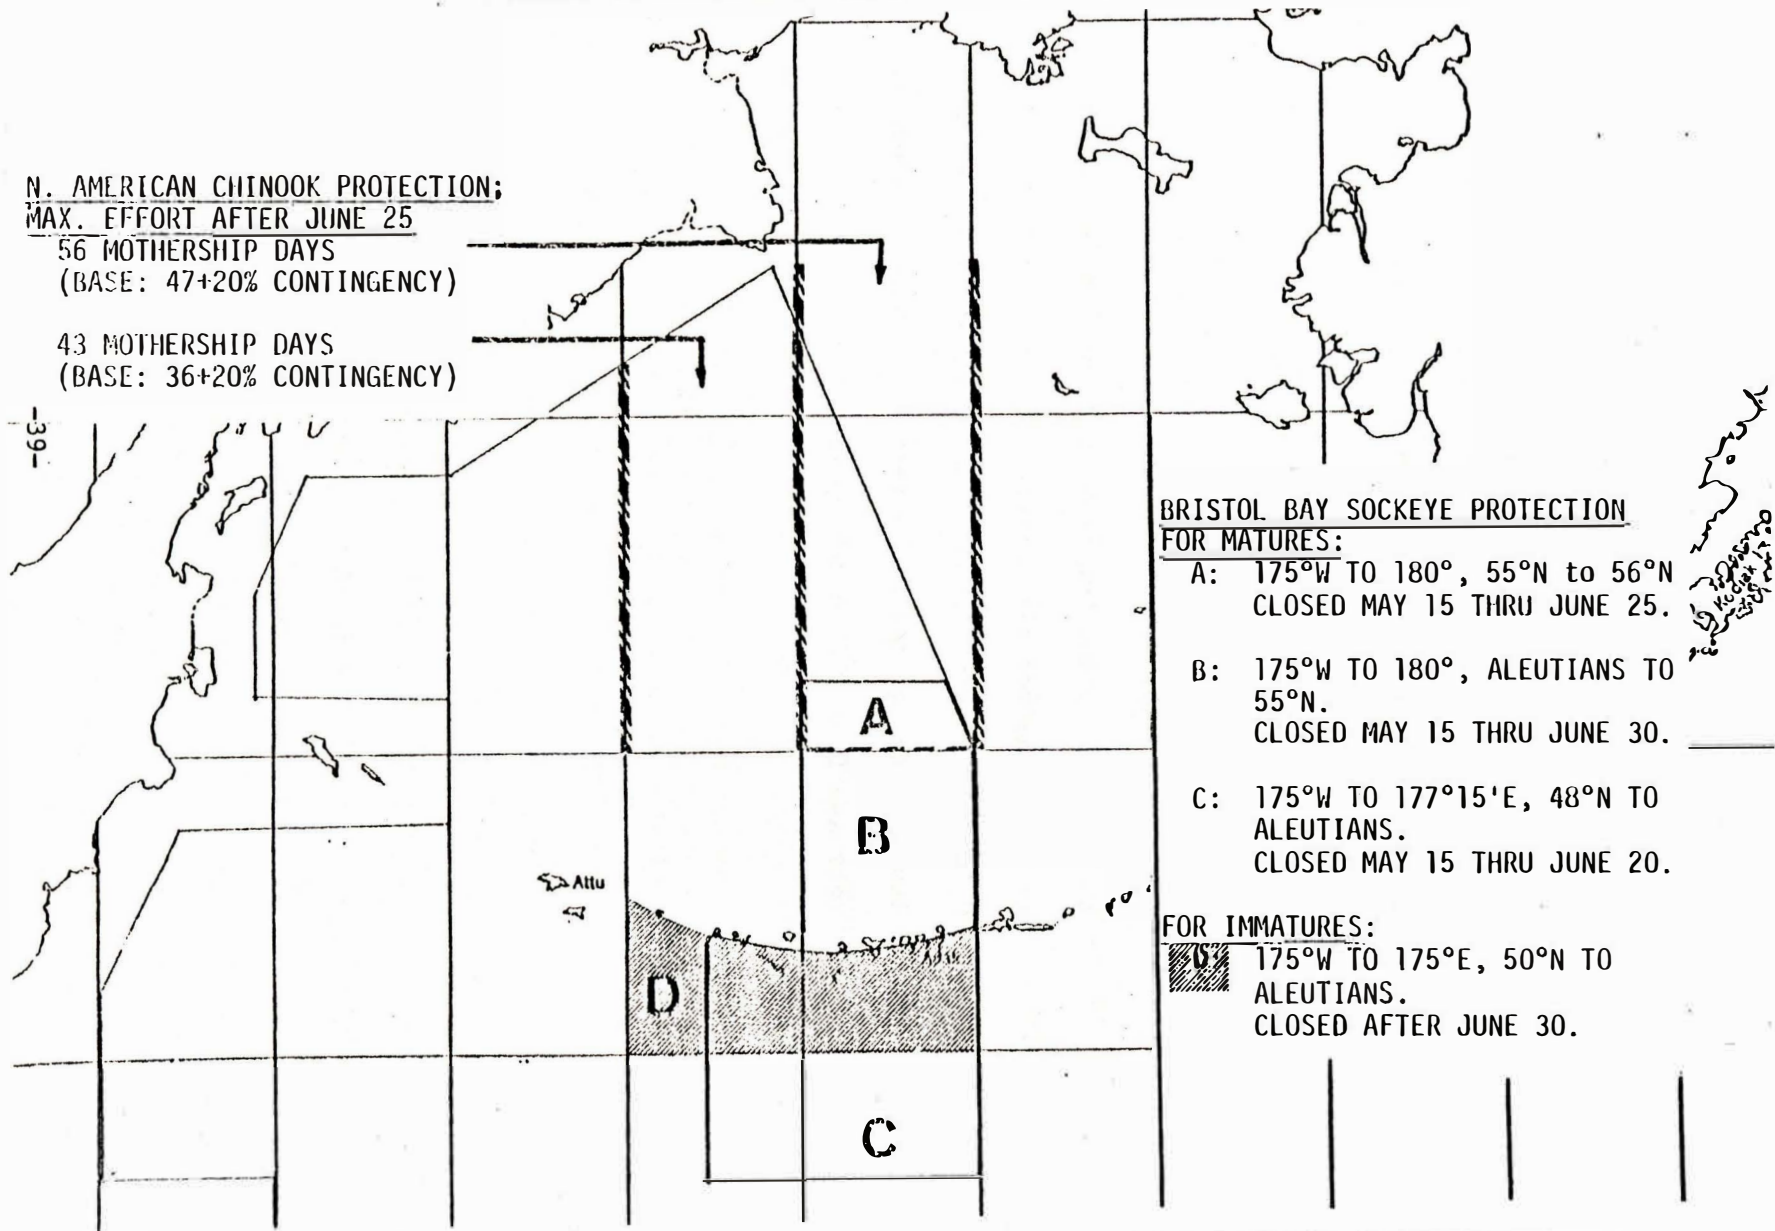 N. AMERICAN CHINOOK PROTECTION;
MAX. EFFORT AFTER JUNE 25
56 MOTHERSHIP DAYS
(BASE: 47+20% CONTINGENCY)
43 MOTHERSHIP DAYS
(BASE: 36+20% CONTINGENCY)
-39-
BRISTOL BAY SOCKEYE PROTECTION
FOR MATURES:
A: 175°W TO 180°, 55°N to 56°N
CLOSED MAY 15 THRU JUNE 25.
B: 175°W TO 180°, ALEUTIANS TO
55°N.
CLOSED MAY 15 THRU JUNE 30.
C: 175°W TO 177°15'E, 48°N TO
ALEUTIANS.
CLOSED MAY 15 THRU JUNE 20.
FOR IMMATURES:
D 175°W TO 175°E, 50°N TO
ALEUTIANS.
CLOSED AFTER JUNE 30.
Kodiak Is.
A
B
Attu
Adak
D
C